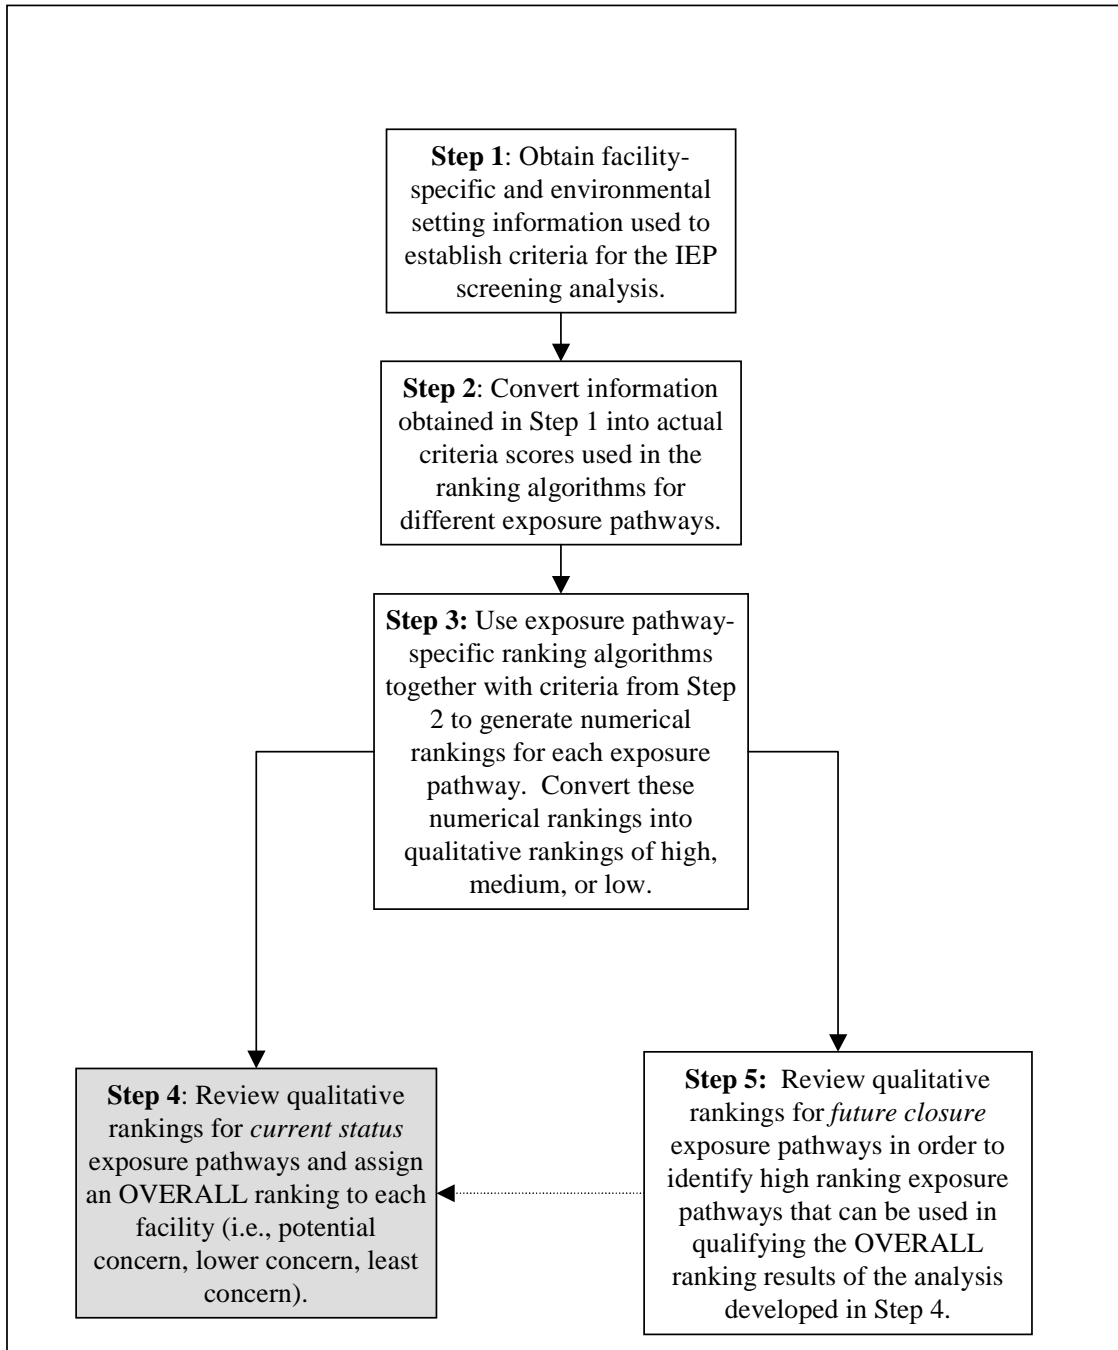 Step 1: Obtain facility-
specific and environmental
setting information used to
establish criteria for the IEP
screening analysis.
Step 2: Convert information
obtained in Step 1 into actual
criteria scores used in the
ranking algorithms for
different exposure pathways.
Step 3: Use exposure pathway-
specific ranking algorithms
together with criteria from Step
2 to generate numerical
rankings for each exposure
pathway.  Convert these
numerical rankings into
qualitative rankings of high,
medium, or low.
Step 4: Review qualitative
rankings for current status
exposure pathways and assign
an OVERALL ranking to each
facility (i.e., potential
concern, lower concern, least
concern).
Step 5:  Review qualitative
rankings for future closure
exposure pathways in order to
identify high ranking exposure
pathways that can be used in
qualifying the OVERALL
ranking results of the analysis
developed in Step 4.